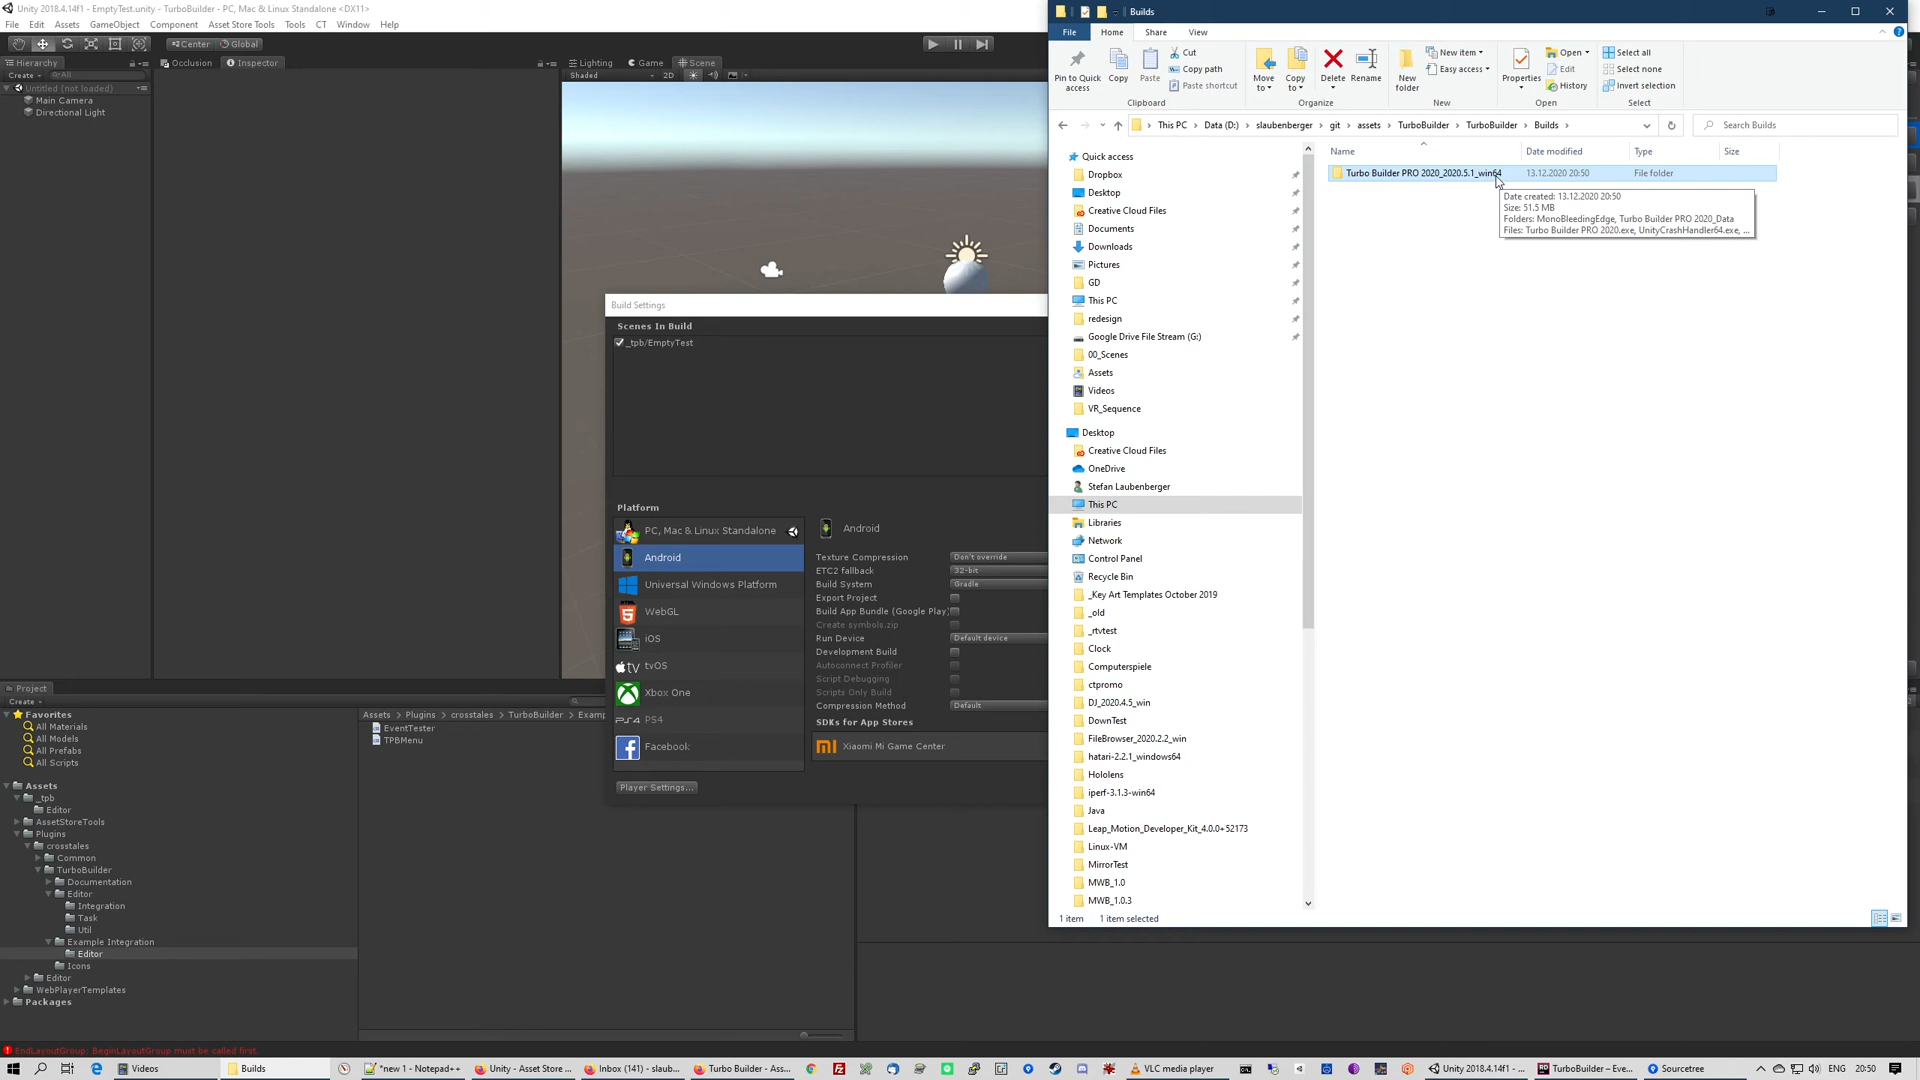 Unity 2018.4.14f1 - EmptyTest.unity - TurboBuilder - PC, Mac & Linux Standalone <DX11>
File Edit Assets GameObject Component Asset Store Tools Tools CT Window Help
Center Global
Hierarchy Occlusion Inspector Lighting Game Scene
Create All Shaded 2D
Untitled (not loaded)
Main Camera
Directional Light
Build Settings
Scenes In Build
_tpb/EmptyTest
Platform
PC, Mac & Linux Standalone
Android
Universal Windows Platform
WebGL
iOS
tvOS
Xbox One
PS4
Facebook
Player Settings...
Android
Texture Compression Don't override
ETC2 fallback 32-bit
Build System Gradle
Export Project
Build App Bundle (Google Play)
Create symbols.zip
Run Device Default device
Development Build
Autoconnect Profiler
Script Debugging
Scripts Only Build
Compression Method Default
SDKs for App Stores
Xiaomi Mi Game Center
Project
Create
Favorites
All Materials
All Models
All Prefabs
All Scripts
Assets
_tpb
Editor
AssetStoreTools
Plugins
crosstales
Common
TurboBuilder
Documentation
Editor
Integration
Task
Util
Example Integration
Editor
Icons
Editor
WebPlayerTemplates
Packages
Assets Plugins crosstales TurboBuilder Examp
EventTester
TPBMenu
EndLayoutGroup: BeginLayoutGroup must be called first.
Builds
File Home Share View
Pin to Quick access
Copy
Paste
Cut
Copy path
Paste shortcut
Clipboard
Move to
Copy to
Delete
Rename
Organize
New folder
New item
Easy access
New
Properties
Open
Edit
History
Open
Select all
Select none
Invert selection
Select
This PC Data (D:) slaubenberger git assets TurboBuilder TurboBuilder Builds
Search Builds
Name Date modified Type Size
Turbo Builder PRO 2020_2020.5.1_win64 13.12.2020 20:50 File folder
Date created: 13.12.2020 20:50
Size: 51.5 MB
Folders: MonoBleedingEdge, Turbo Builder PRO 2020_Data
Files: Turbo Builder PRO 2020.exe, UnityCrashHandler64.exe, ...
Quick access
Dropbox
Desktop
Creative Cloud Files
Documents
Downloads
Pictures
GD
This PC
redesign
Google Drive File Stream (G:)
00_Scenes
Assets
Videos
VR_Sequence
Desktop
Creative Cloud Files
OneDrive
Stefan Laubenberger
This PC
Libraries
Network
Control Panel
Recycle Bin
_Key Art Templates October 2019
_old
_rtvtest
Clock
Computerspiele
ctpromo
DJ_2020.4.5_win
DownTest
FileBrowser_2020.2.2_win
hatari-2.2.1_windows64
Hololens
iperf-3.1.3-win64
Java
Leap_Motion_Developer_Kit_4.0.0+52173
Linux-VM
MirrorTest
MWB_1.0
MWB_1.0.3
1 item 1 item selected
Videos Builds *new 1 - Notepad++ Unity - Asset Store ... Inbox (141) - slaub... Turbo Builder - Ass... VLC media player Unity 2018.4.14f1 - ... TurboBuilder – Eve... Sourcetree ENG 20:50